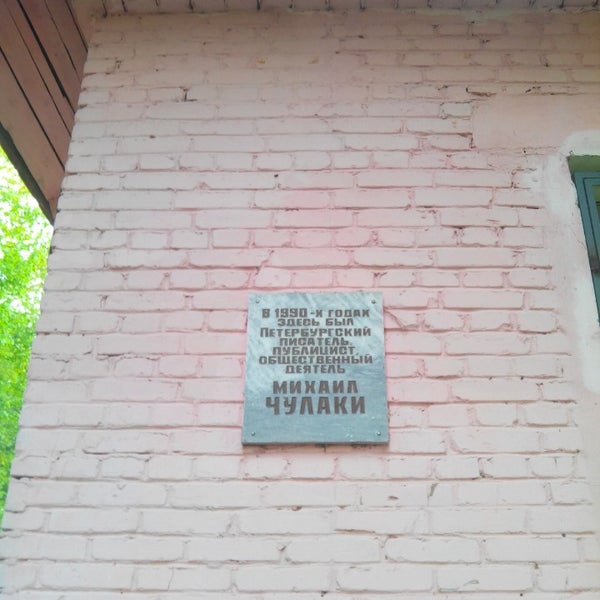 В 1990-х годах
здесь был
Петербургский
писатель,
публицист,
общественный
деятель
МИХАИЛ
ЧУЛАКИ